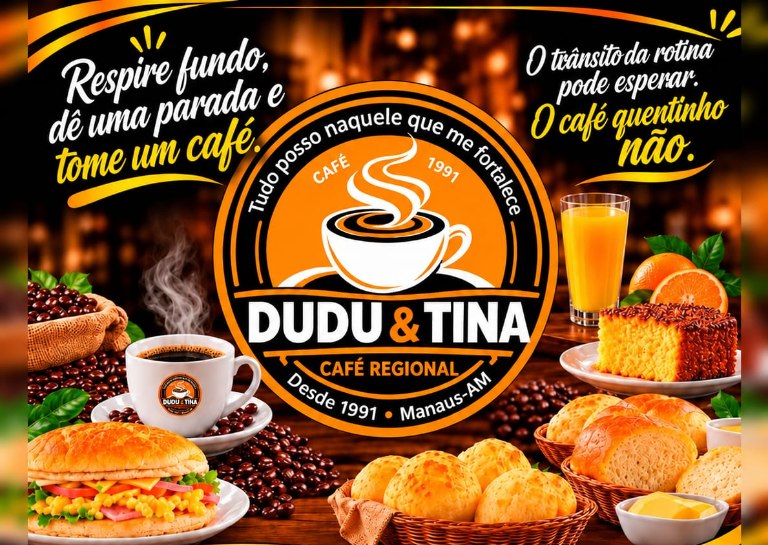 Respire fundo,
dê uma parada e
tome um café.
O trânsito da rotina
pode esperar.
O café quentinho
não.
Tudo posso naquele que me fortalece
CAFÉ
1991
DUDU & TINA
CAFÉ REGIONAL
Desde 1991 • Manaus-AM
DUDU & TINA